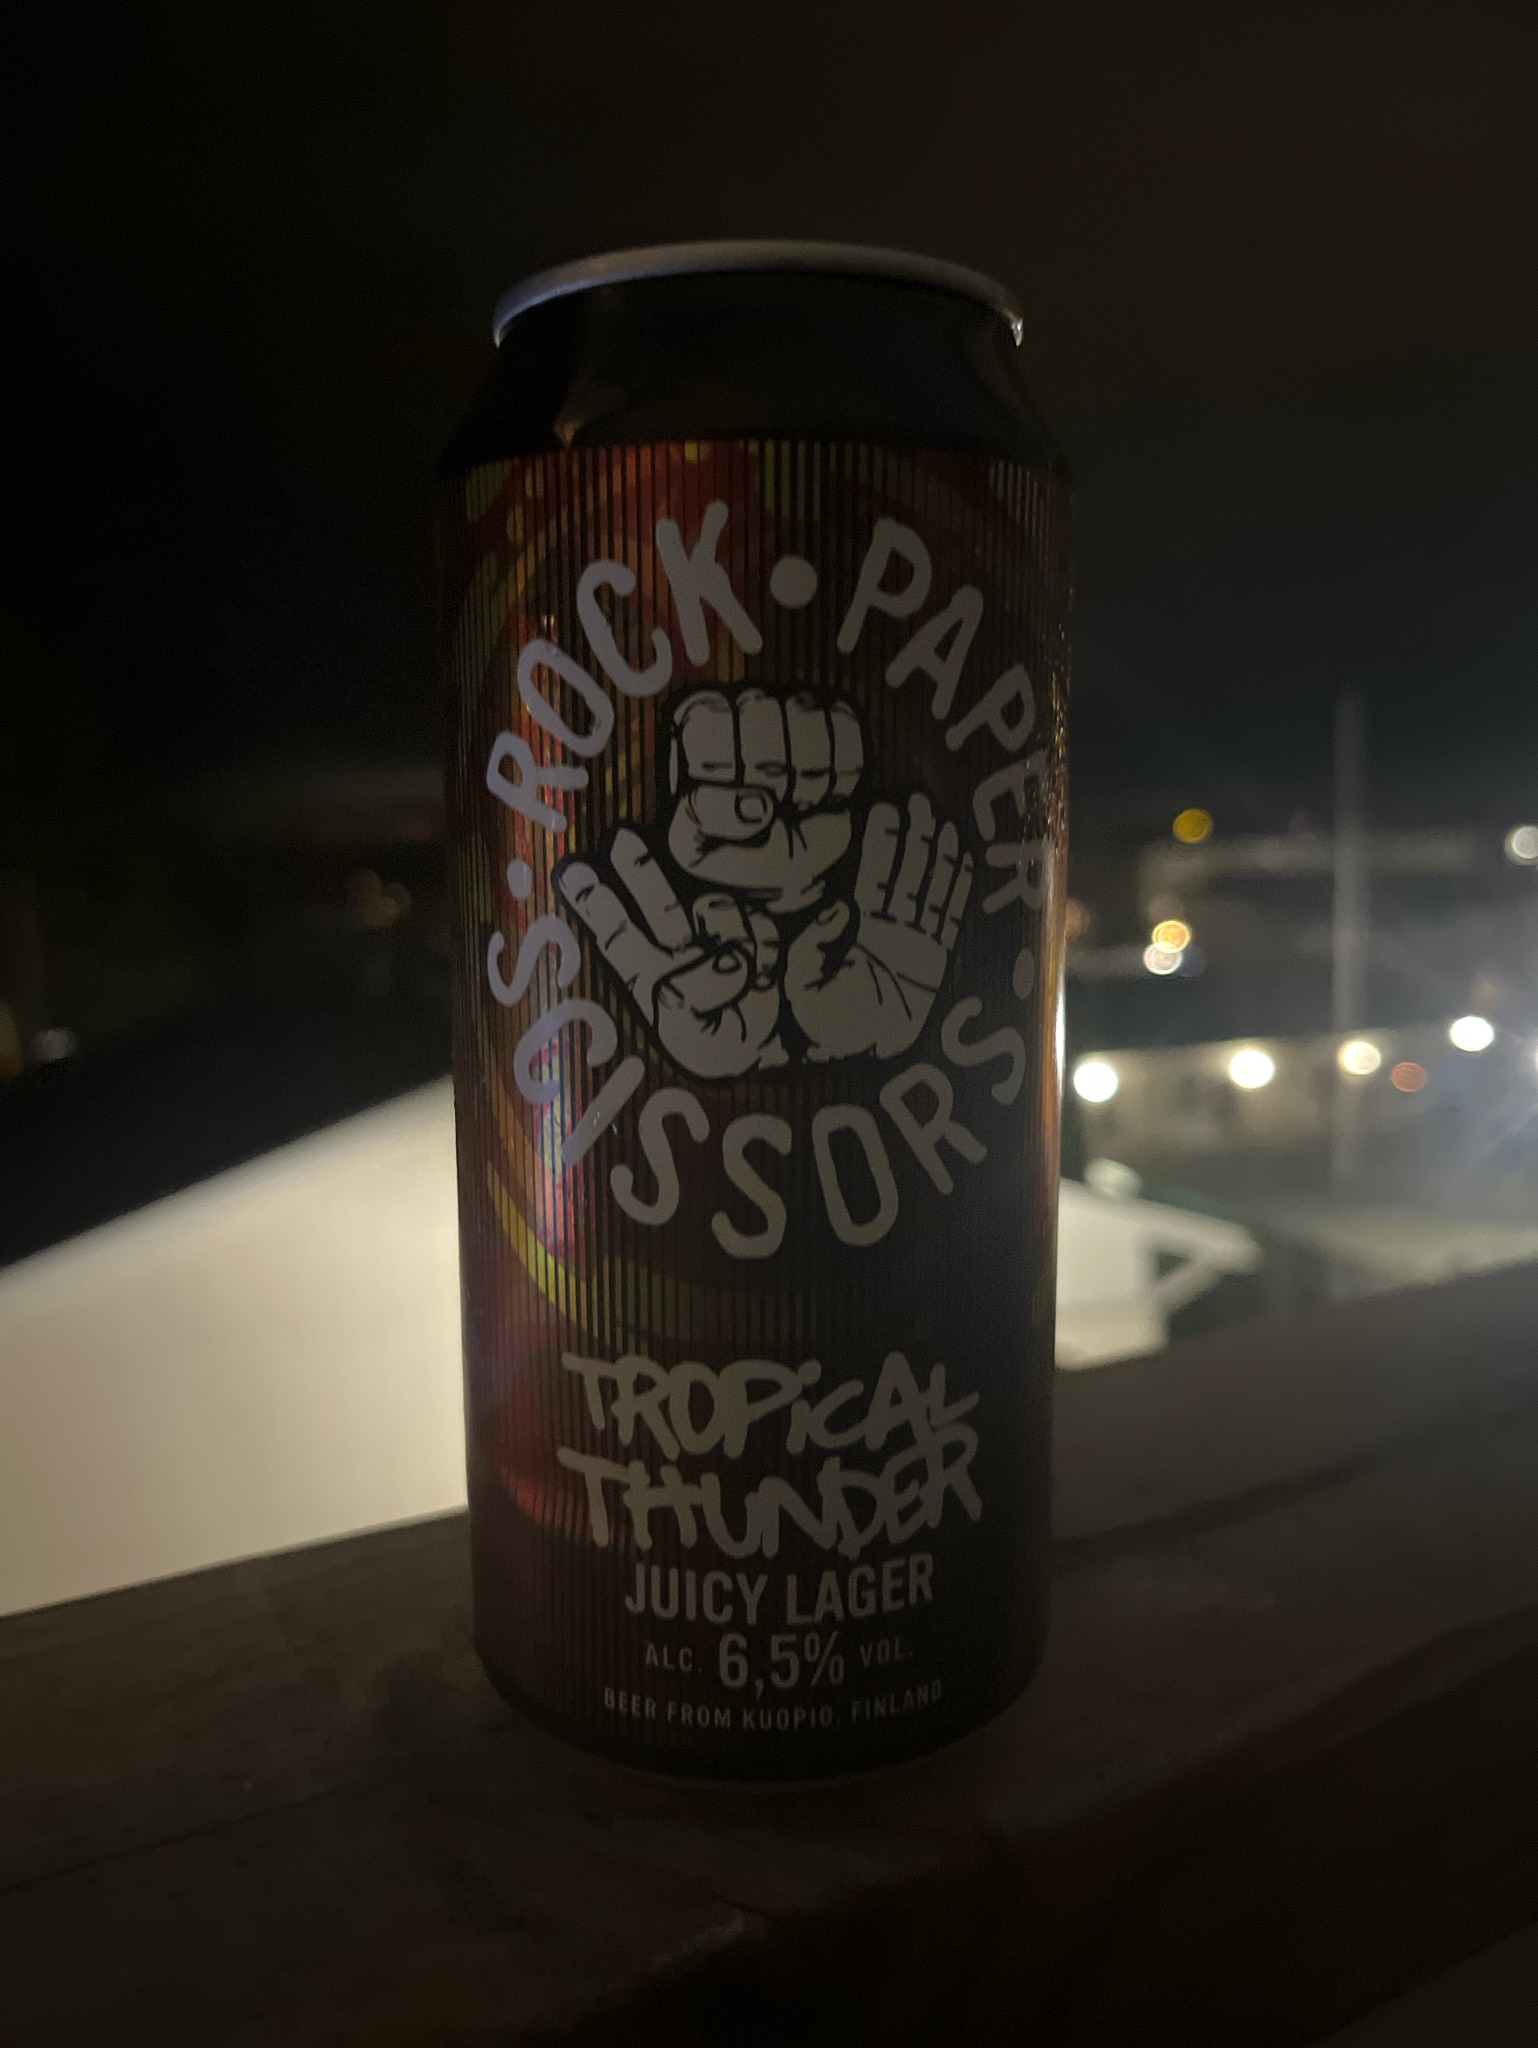 ROCK • PAPER • SCISSORS •
TROPiCAL
THUNDER
JUICY LAGER
ALC. 6,5% VOL.
BEER FROM KUOPIO, FINLAND